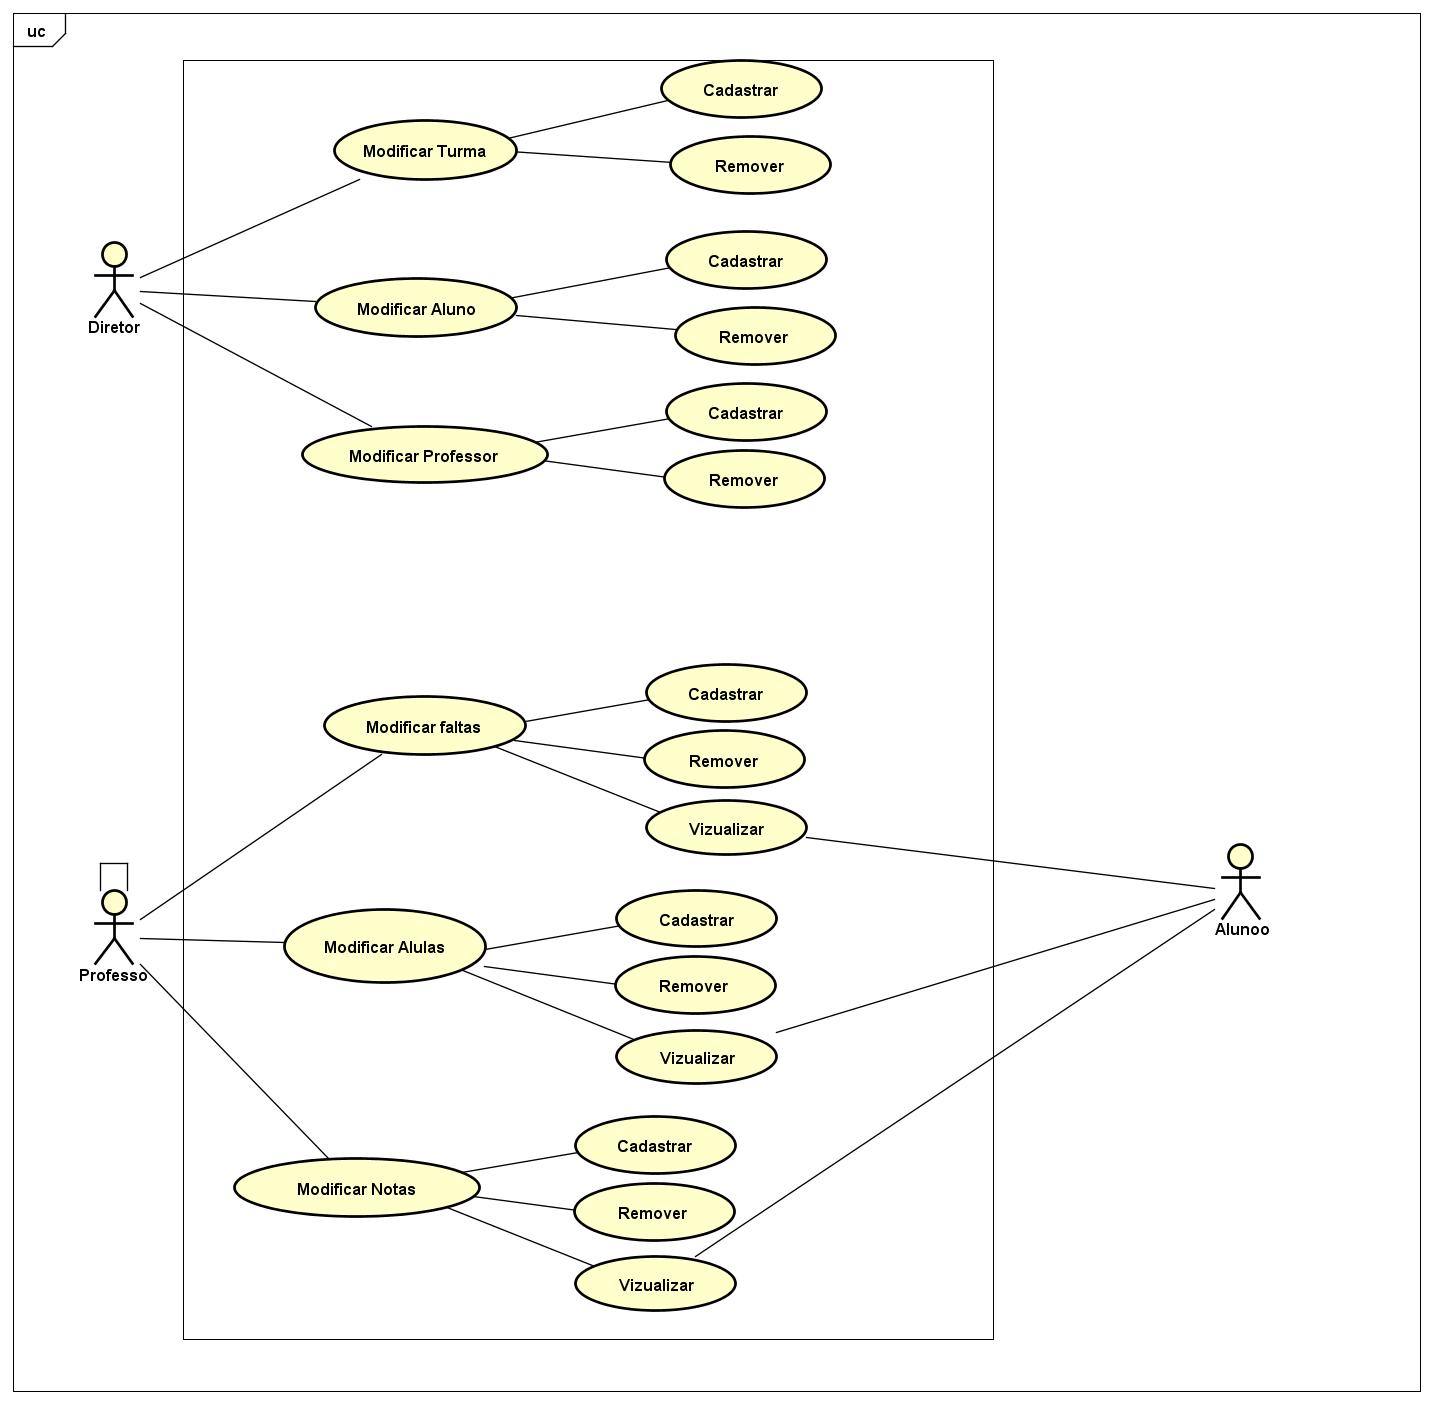 uc
Cadastrar
Modificar Turma
Remover
Cadastrar
Modificar Aluno
Diretor
Remover
Cadastrar
Modificar Professor
Remover
Cadastrar
Modificar faltas
Remover
Vizualizar
Cadastrar
Alunoo
Modificar Alulas
Professo
Remover
Vizualizar
Cadastrar
Modificar Notas
Remover
Vizualizar